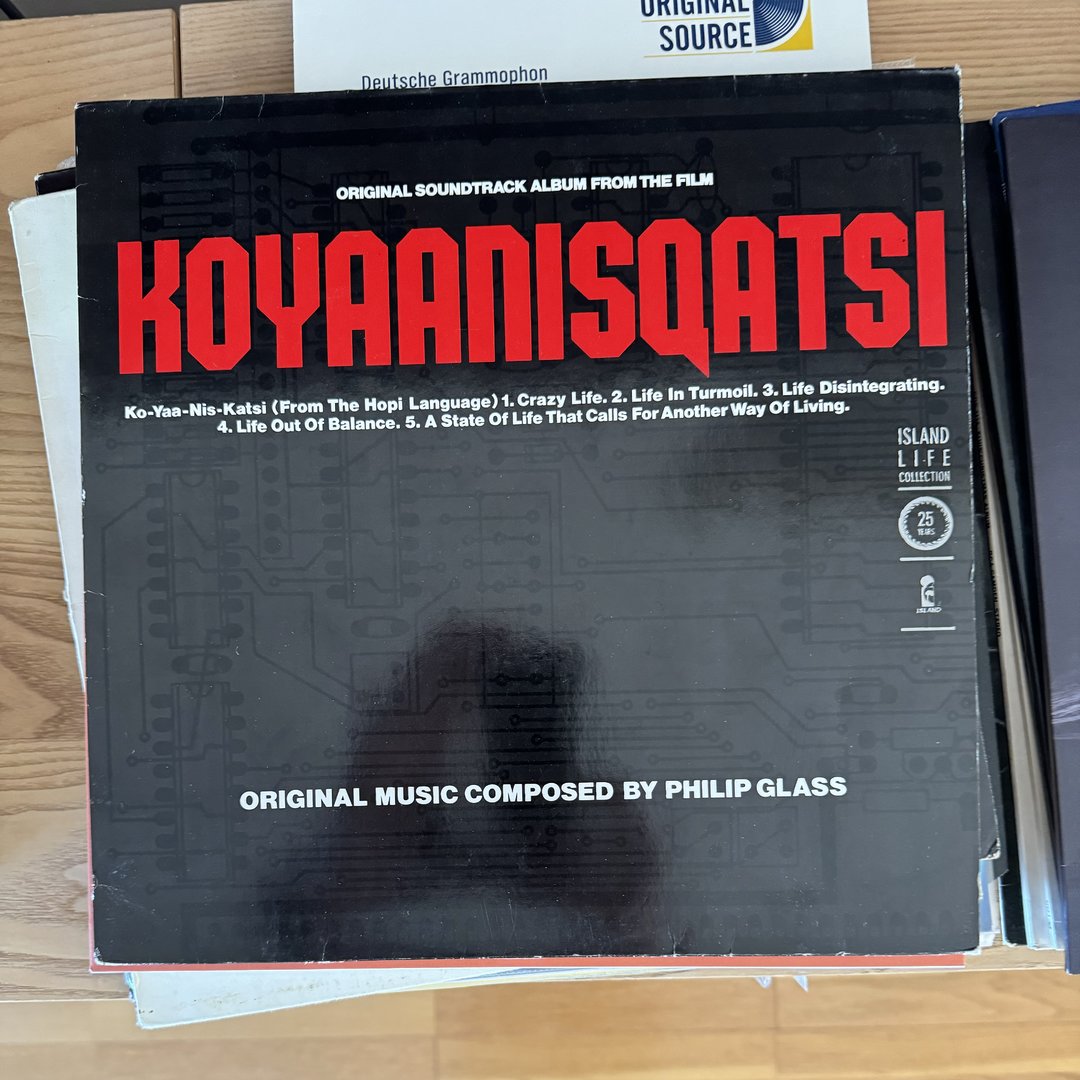 ORIGINAL
SOURCE
Deutsche Grammophon
ORIGINAL SOUNDTRACK ALBUM FROM THE FILM
KOYAANISQATSI
Ko-Yaa-Nis-Katsi (From The Hopi Language) 1. Crazy Life. 2. Life In Turmoil. 3. Life Disintegrating.
4. Life Out Of Balance. 5. A State Of Life That Calls For Another Way Of Living.
ISLAND
LIFE
COLLECTION
25
YEARS
ISLAND
ORIGINAL MUSIC COMPOSED BY PHILIP GLASS